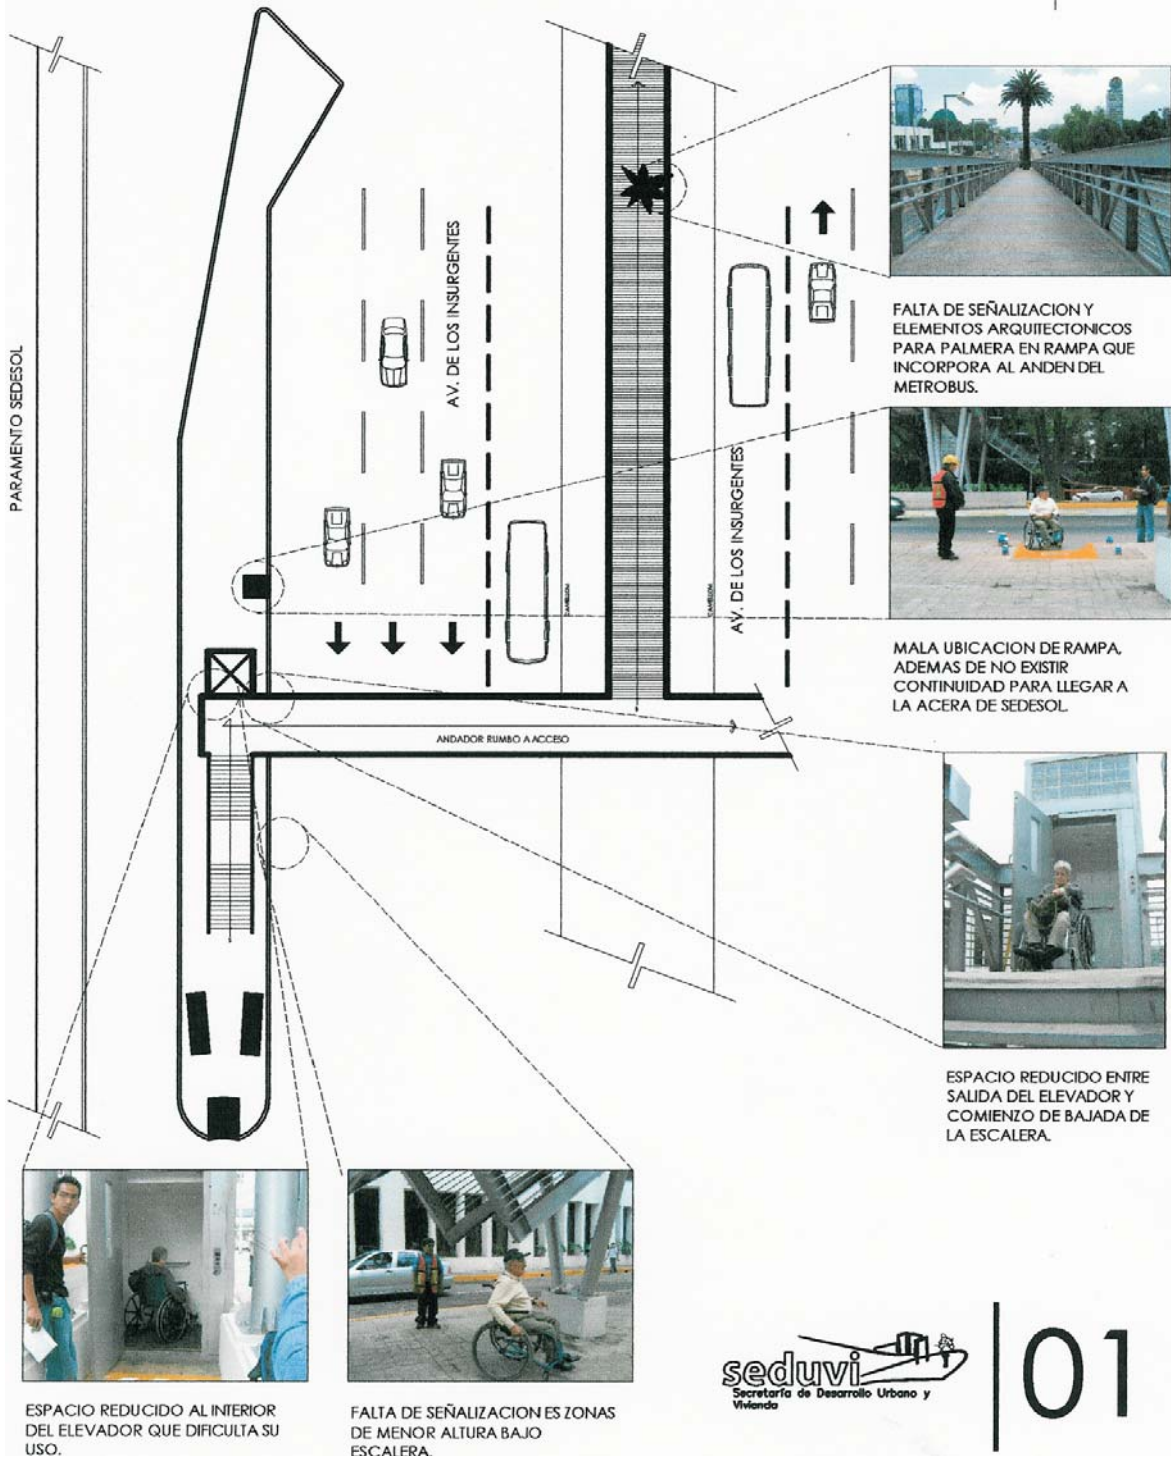 PARAMENTO SEDESOL
AV. DE LOS INSURGENTES
AV. DE LOS INSURGENTES
CAMELLON
CAMELLON
ANDADOR RUMBO A ACCESO
FALTA DE SEÑALIZACION Y
ELEMENTOS ARQUITECTONICOS
PARA PALMERA EN RAMPA QUE
INCORPORA AL ANDEN DEL
METROBUS.
MALA UBICACION DE RAMPA,
ADEMAS DE NO EXISTIR
CONTINUIDAD PARA LLEGAR A
LA ACERA DE SEDESOL.
ESPACIO REDUCIDO ENTRE
SALIDA DEL ELEVADOR Y
COMIENZO DE BAJADA DE
LA ESCALERA.
ESPACIO REDUCIDO AL INTERIOR
DEL ELEVADOR QUE DIFICULTA SU
USO.
FALTA DE SEÑALIZACION ES ZONAS
DE MENOR ALTURA BAJO
ESCALERA.
seduvi
Secretaría de Desarrollo Urbano y
Vivienda
01